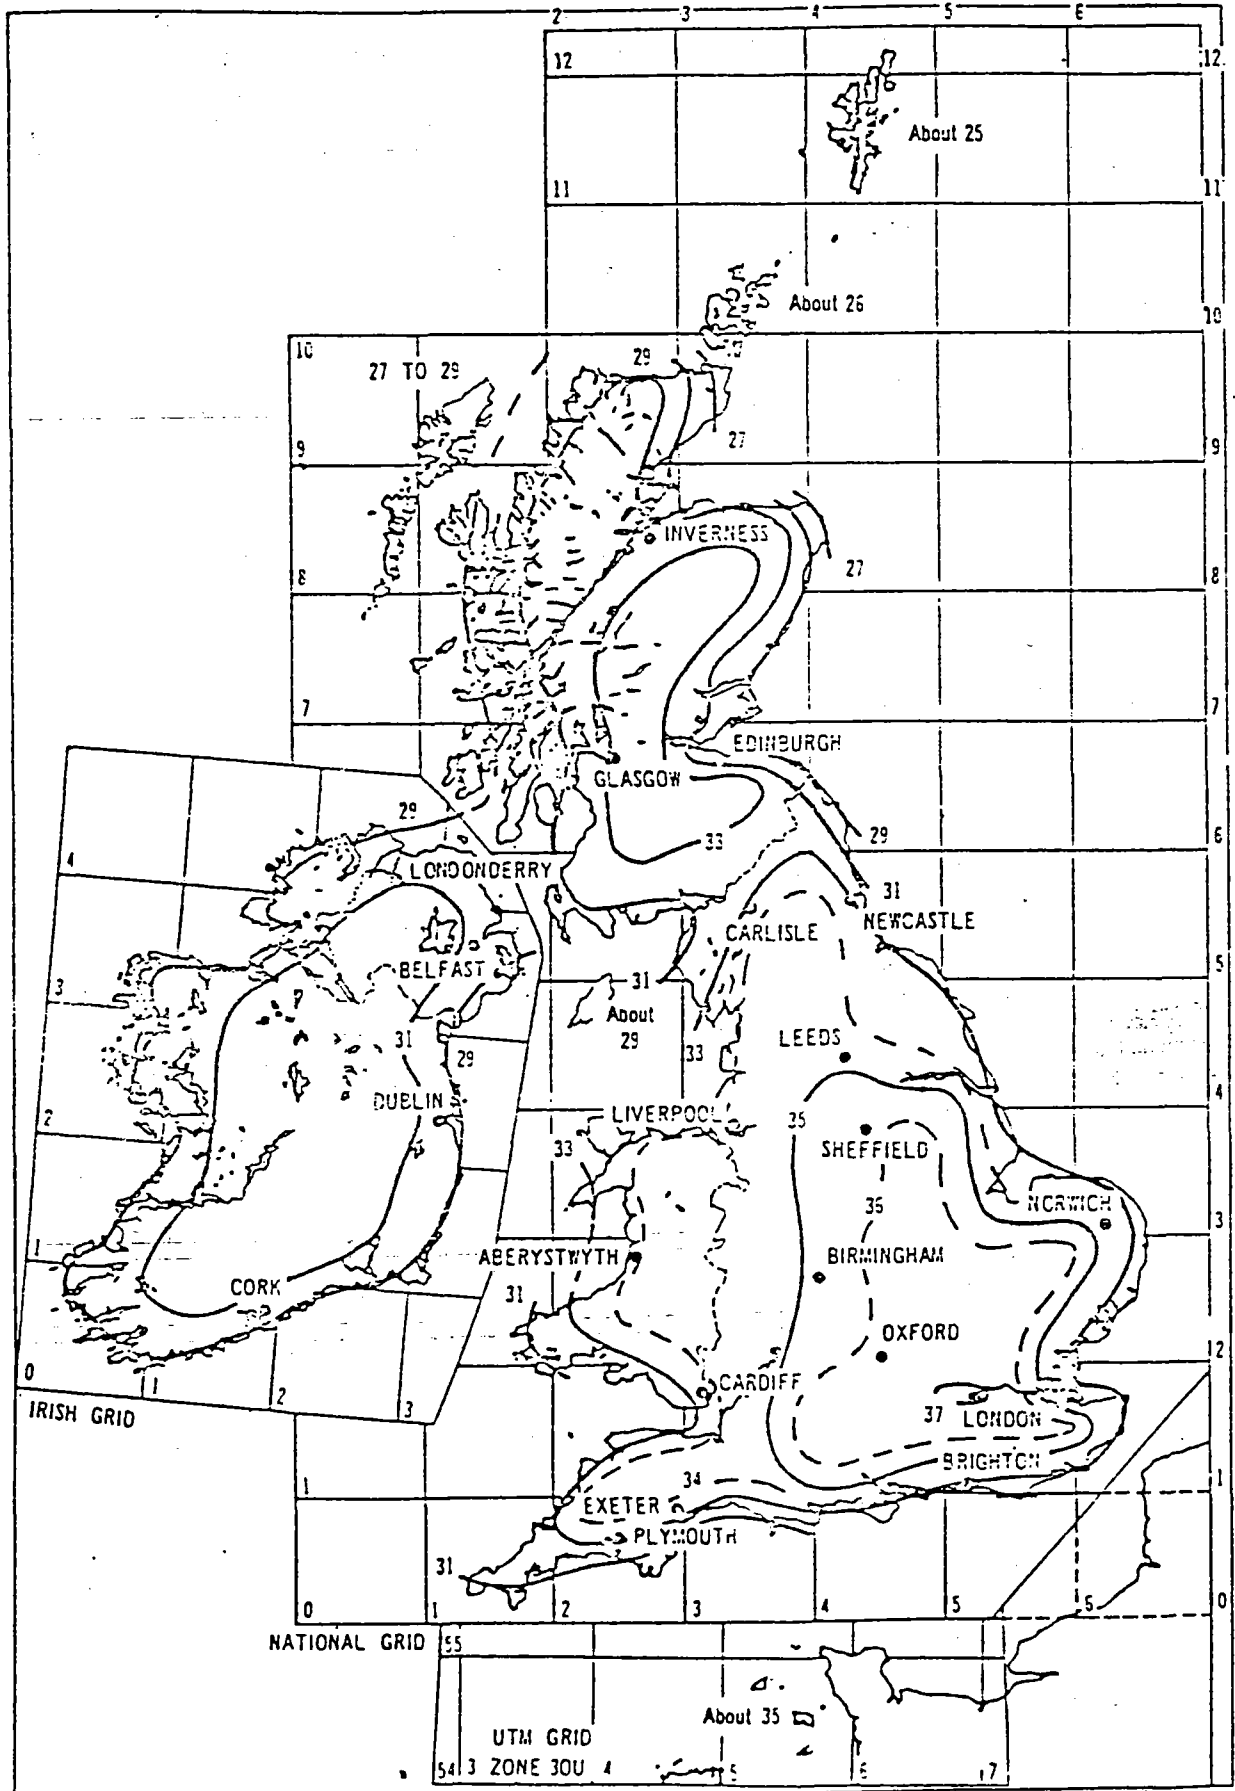 2 3 4 5 6
12 12
About 25
11 11
About 26
10 10
27 TO 29
29
9 27 9
INVERNESS
8 27 8
7 7
EDINBURGH
GLASGOW
29 29
4 33 6
LONDONDERRY
31
NEWCASTLE
CARLISLE
BELFAST
3 31 5
About
29
31 29 33
LEEDS
DUBLIN
2 LIVERPOOL 35 4
33 SHEFFIELD
36 NORWICH
1 3
ABERYSTWYTH BIRMINGHAM
CORK 31
OXFORD
0 2
1 2 3 CARDIFF
IRISH GRID 37 LONDON
BRIGHTON
1 34 1
EXETER
PLYMOUTH
31
0 1 2 3 4 5 6 0
NATIONAL GRID 55
About 35
UTM GRID
54 3 ZONE 30U 4 5 6 7